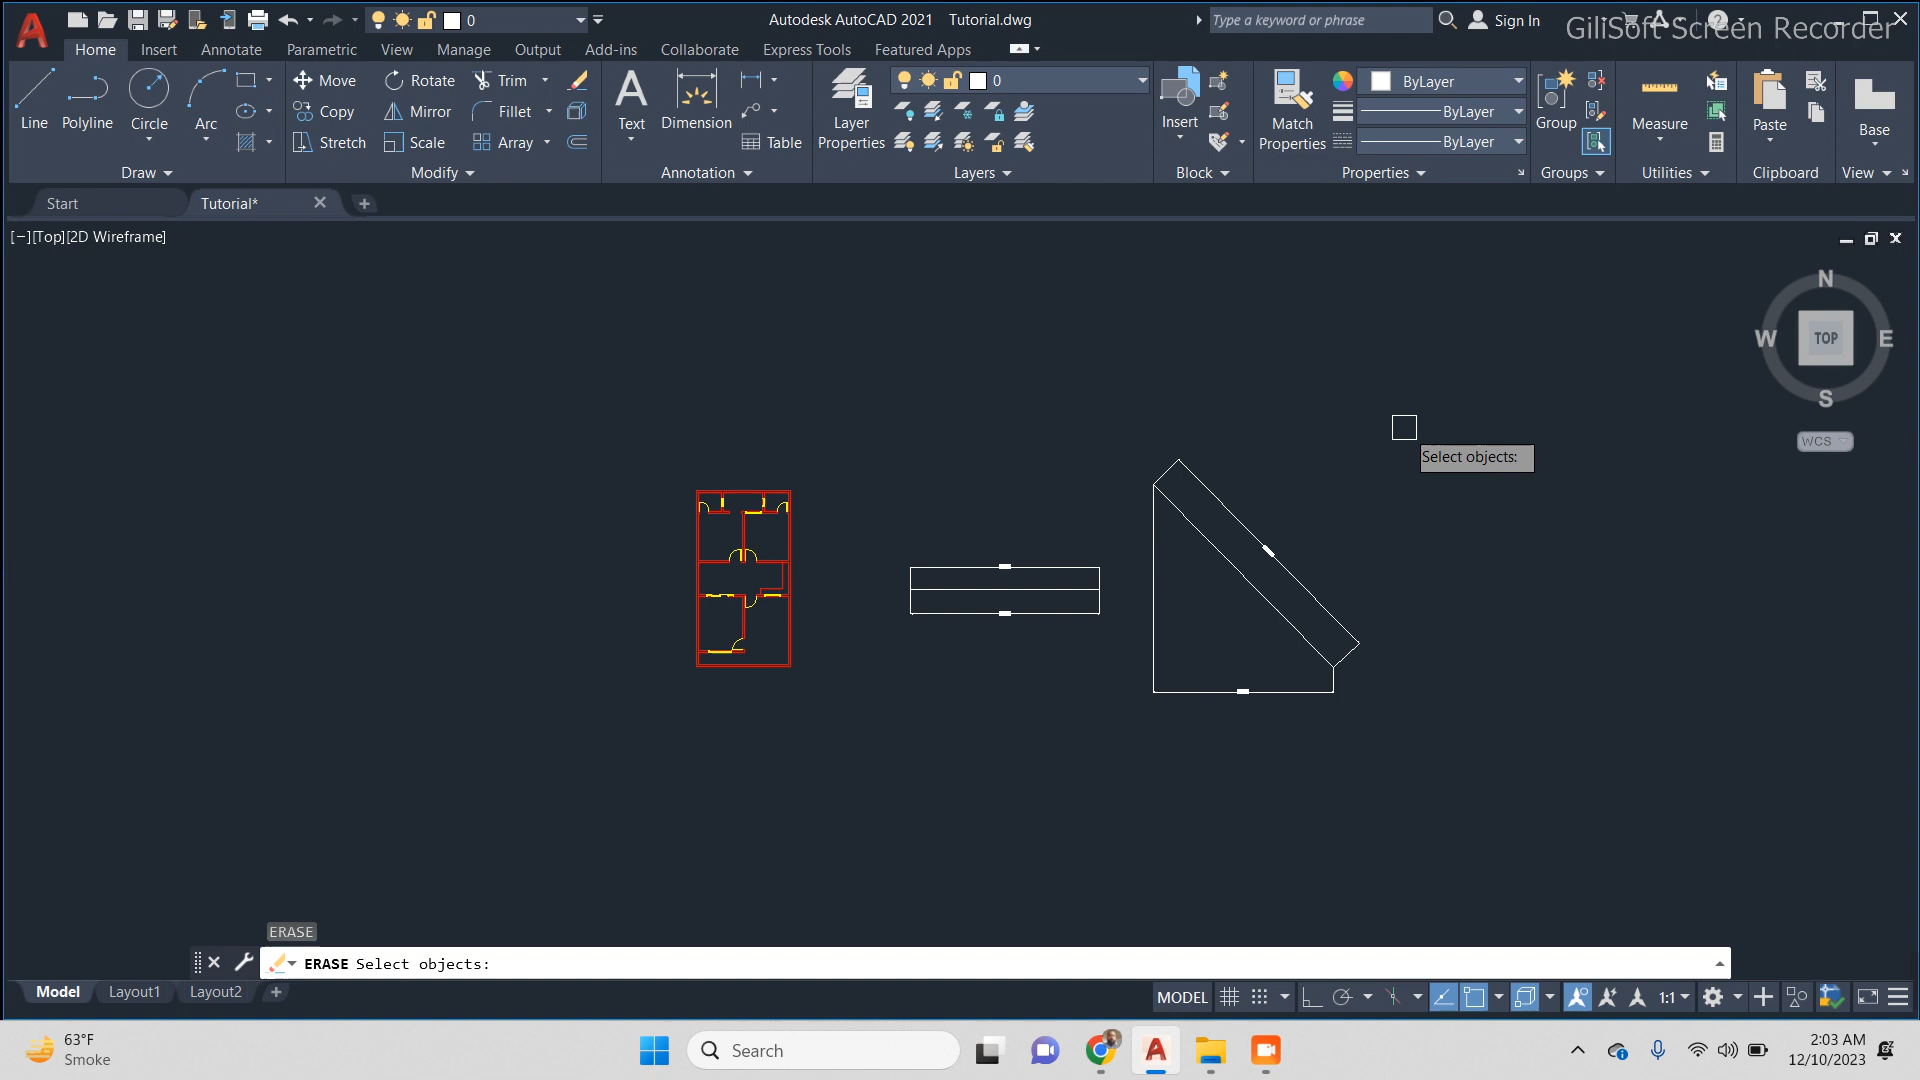 0
Autodesk AutoCAD 2021 Tutorial.dwg
Type a keyword or phrase
Sign In
GiliSoft Screen Recorder
Home Insert Annotate Parametric View Manage Output Add-ins Collaborate Express Tools Featured Apps
Line Polyline Circle Arc
Move Rotate Trim
Copy Mirror Fillet
Stretch Scale Array
Text Dimension Table
Layer Properties
0
Insert
Match Properties
ByLayer
ByLayer
ByLayer
Group
Measure
Paste
Base
Draw Modify Annotation Layers Block Properties Groups Utilities Clipboard View
Start Tutorial*
[−][Top][2D Wireframe]
N
W TOP E
S
WCS
Select objects:
ERASE
ERASE Select objects:
Model Layout1 Layout2
MODEL 1:1
63°F
Smoke
Search
2:03 AM
12/10/2023